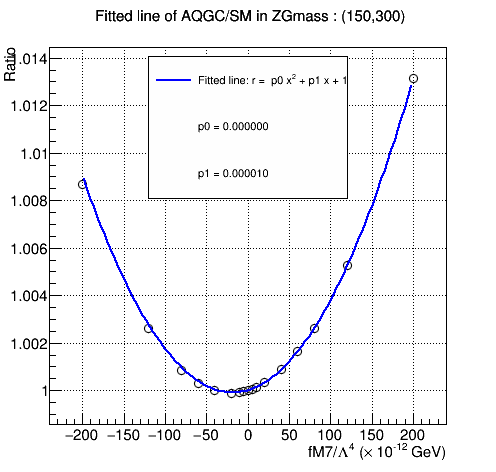 Fitted line of AQGC/SM in ZGmass : (150,300)
Ratio
1.014
1.012
1.01
1.008
1.006
1.004
1.002
1
Fitted line: r = p0 x² + p1 x + 1
p0 = 0.000000
p1 = 0.000010
−200 −150 −100 −50 0 50 100 150 200
fM7/Λ⁴ (× 10⁻¹² GeV)